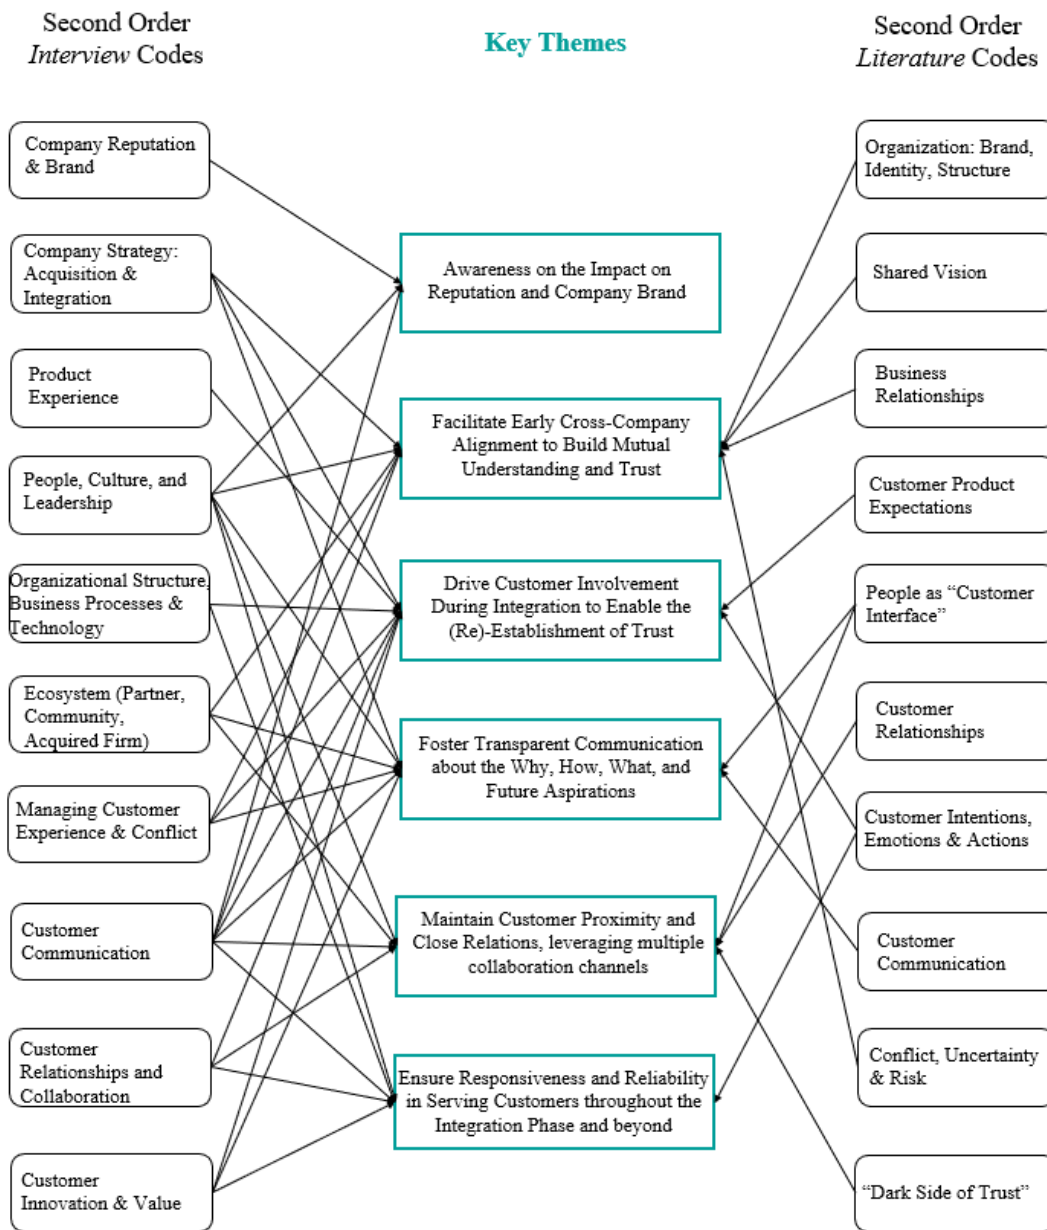 Second Order
Interview Codes
Key Themes
Second Order
Literature Codes
Company Reputation
& Brand
Company Strategy:
Acquisition &
Integration
Product
Experience
People, Culture, and
Leadership
Organizational Structure,
Business Processes &
Technology
Ecosystem (Partner,
Community,
Acquired Firm)
Managing Customer
Experience & Conflict
Customer
Communication
Customer
Relationships and
Collaboration
Customer
Innovation & Value
Awareness on the Impact on
Reputation and Company Brand
Facilitate Early Cross-Company
Alignment to Build Mutual
Understanding and Trust
Drive Customer Involvement
During Integration to Enable the
(Re)-Establishment of Trust
Foster Transparent Communication
about the Why, How, What, and
Future Aspirations
Maintain Customer Proximity and
Close Relations, leveraging multiple
collaboration channels
Ensure Responsiveness and Reliability
in Serving Customers throughout the
Integration Phase and beyond
Organization: Brand,
Identity, Structure
Shared Vision
Business
Relationships
Customer Product
Expectations
People as “Customer
Interface”
Customer
Relationships
Customer Intentions,
Emotions & Actions
Customer
Communication
Conflict, Uncertainty
& Risk
“Dark Side of Trust”